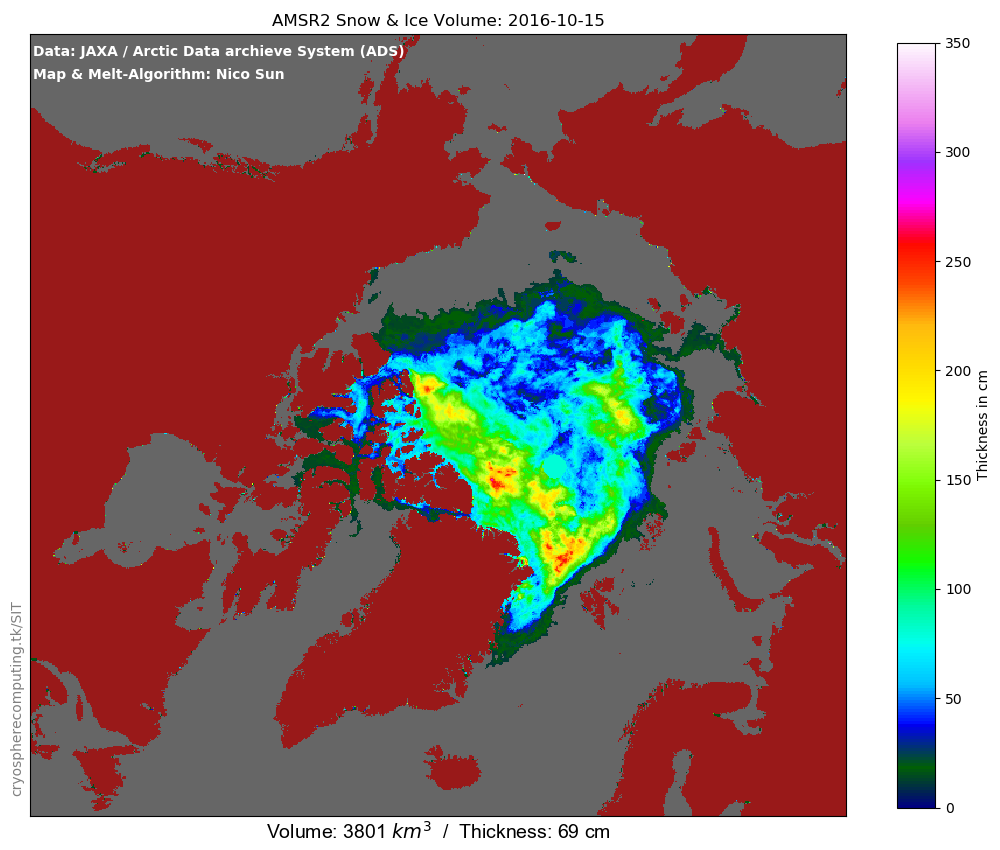 AMSR2 Snow & Ice Volume: 2016-10-15
Data: JAXA / Arctic Data archieve System (ADS)
Map & Melt-Algorithm: Nico Sun
350
300
250
200
150
100
50
0
Thickness in cm
cryospherecomputing.tk/SIT
Volume: 3801 km³ / Thickness: 69 cm